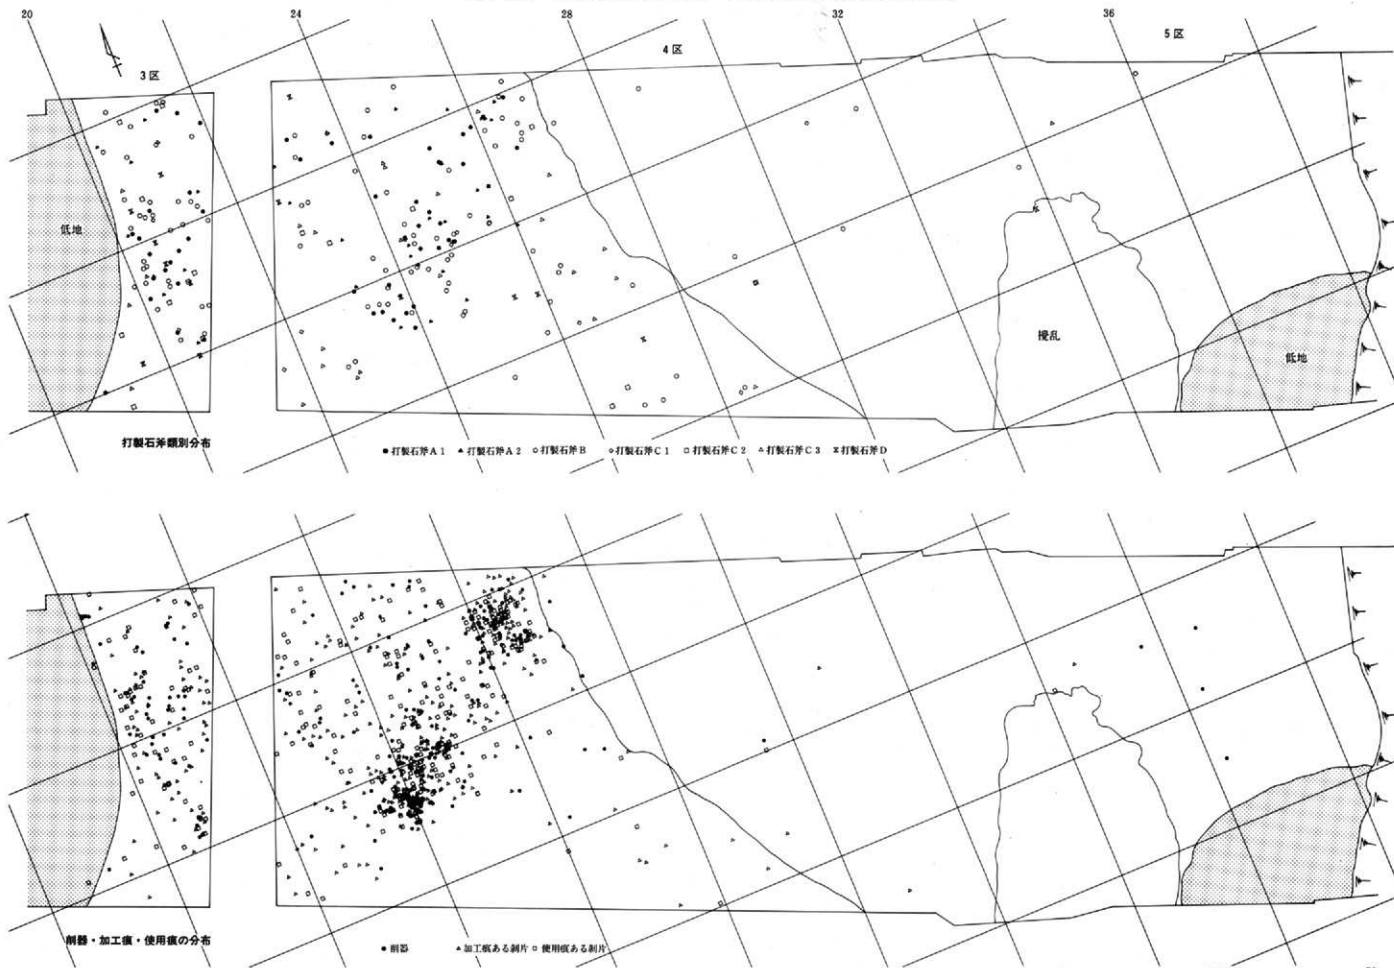 20 24 28 32 36
3区 4区 5区
低地
擾乱
低地
打製石斧類別分布
● 打製石斧A 1 ▲ 打製石斧A 2 ○ 打製石斧B ◇ 打製石斧C 1 □ 打製石斧C 2 △ 打製石斧C 3 打製石斧D
削器・加工痕・使用痕の分布
● 削器 ▲ 加工痕ある剥片 □ 使用痕ある剥片